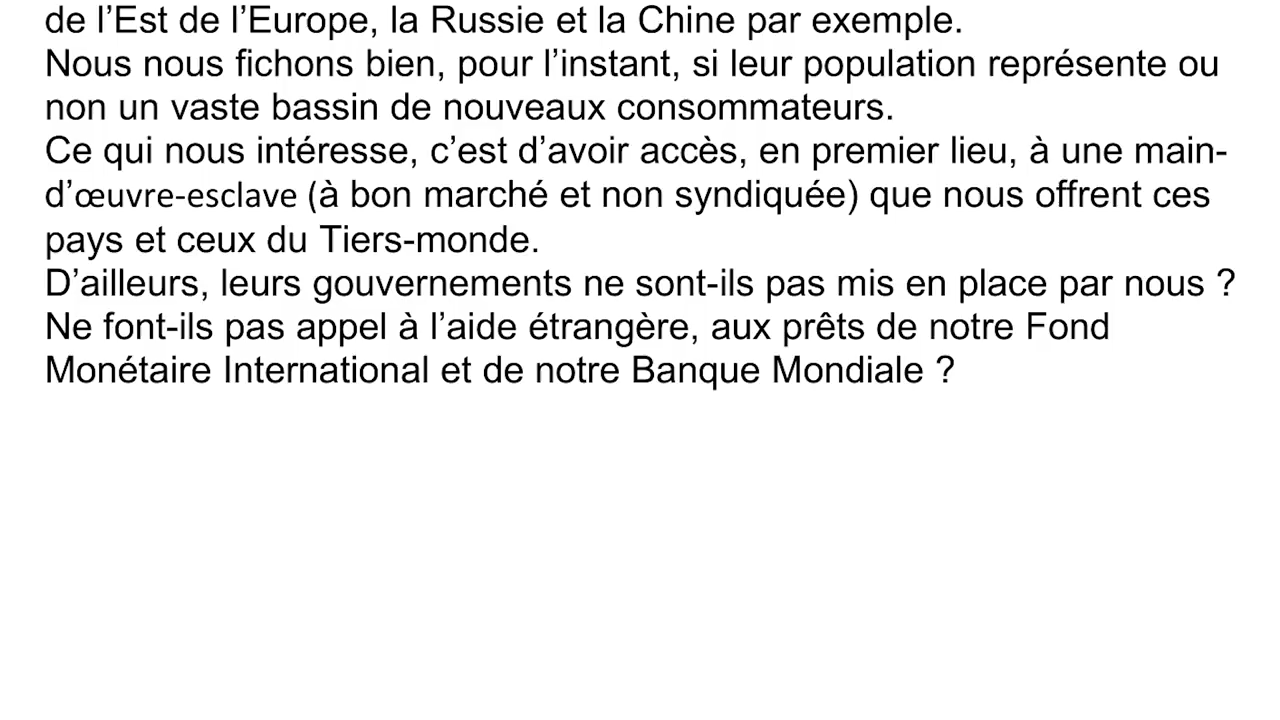 de l’Est de l’Europe, la Russie et la Chine par exemple.
Nous nous fichons bien, pour l’instant, si leur population représente ou
non un vaste bassin de nouveaux consommateurs.
Ce qui nous intéresse, c’est d’avoir accès, en premier lieu, à une main-
d’œuvre-esclave (à bon marché et non syndiquée) que nous offrent ces
pays et ceux du Tiers-monde.
D’ailleurs, leurs gouvernements ne sont-ils pas mis en place par nous ?
Ne font-ils pas appel à l’aide étrangère, aux prêts de notre Fond
Monétaire International et de notre Banque Mondiale ?